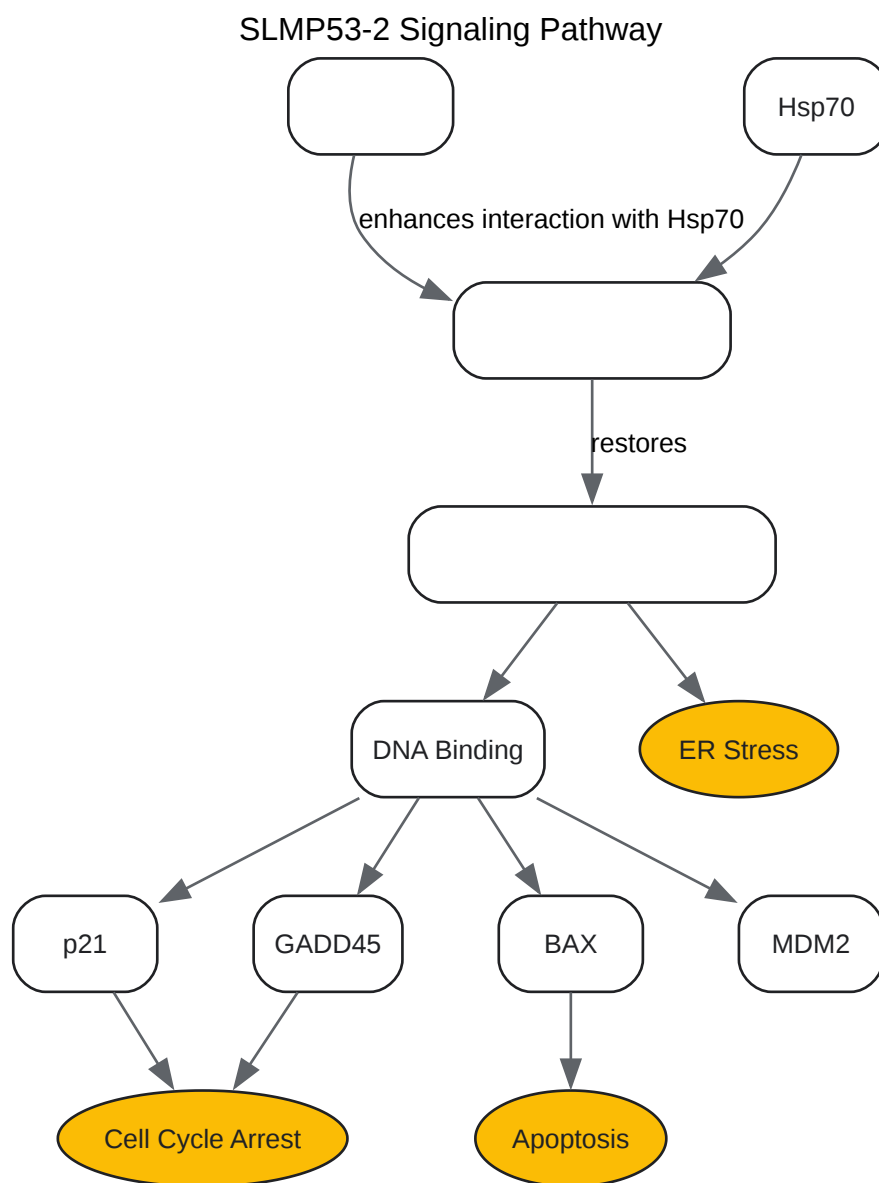 SLMP53-2 Signaling Pathway
Hsp70
enhances interaction with Hsp70
restores
DNA Binding
ER Stress
p21
GADD45
BAX
MDM2
Cell Cycle Arrest
Apoptosis